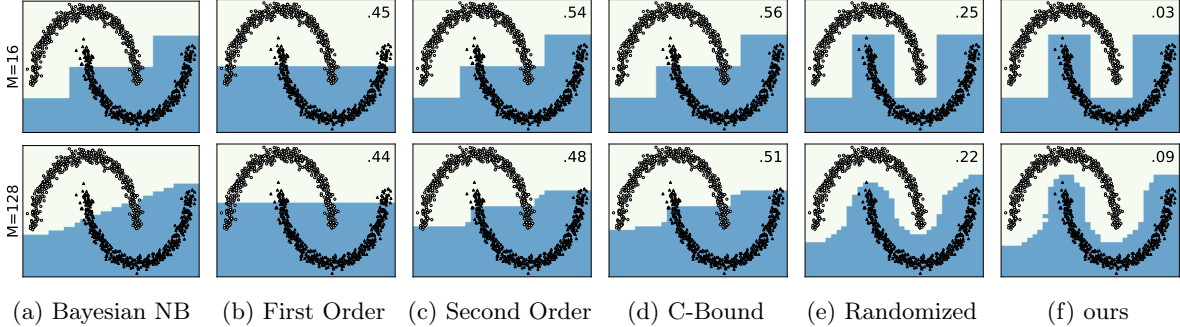 M=16
.45
.54
.56
.25
.03
M=128
.44
.48
.51
.22
.09
(a) Bayesian NB
(b) First Order
(c) Second Order
(d) C-Bound
(e) Randomized
(f) ours